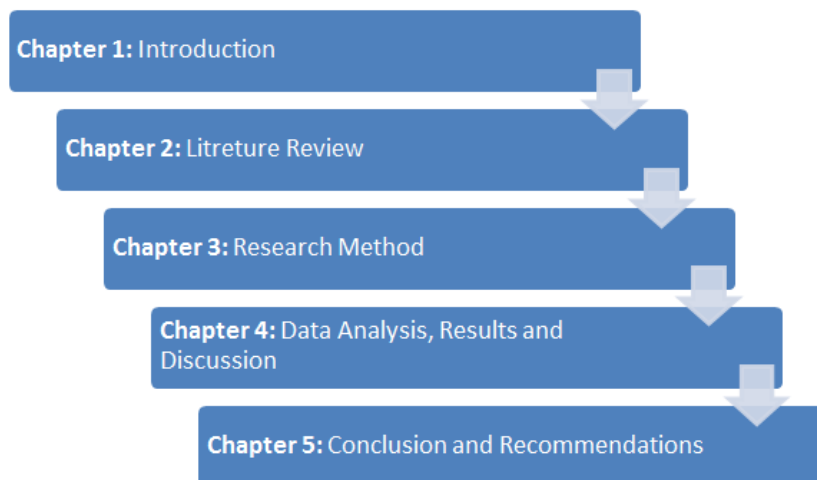 Chapter 1: Introduction
Chapter 2: Litreture Review
Chapter 3: Research Method
Chapter 4: Data Analysis, Results and
Discussion
Chapter 5: Conclusion and Recommendations